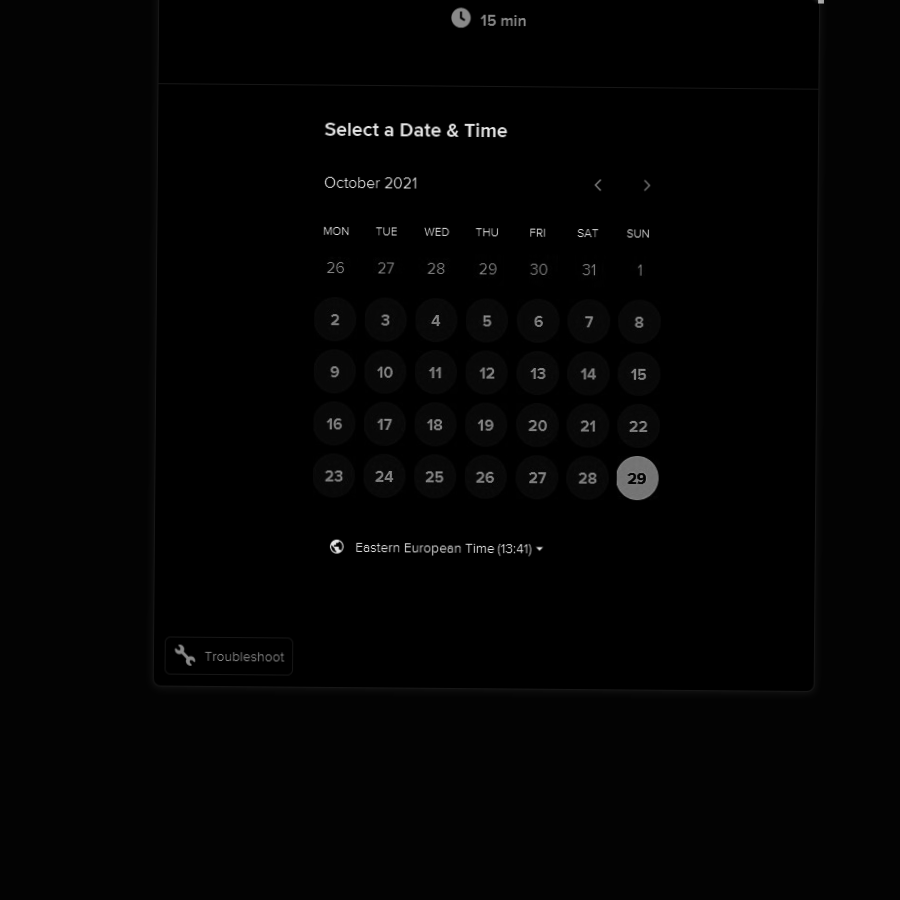 15 min
Select a Date & Time
October 2021
MON TUE WED THU FRI SAT SUN
26 27 28 29 30 31 1
2 3 4 5 6 7 8
9 10 11 12 13 14 15
16 17 18 19 20 21 22
23 24 25 26 27 28 29
Eastern European Time (13:41)
Troubleshoot